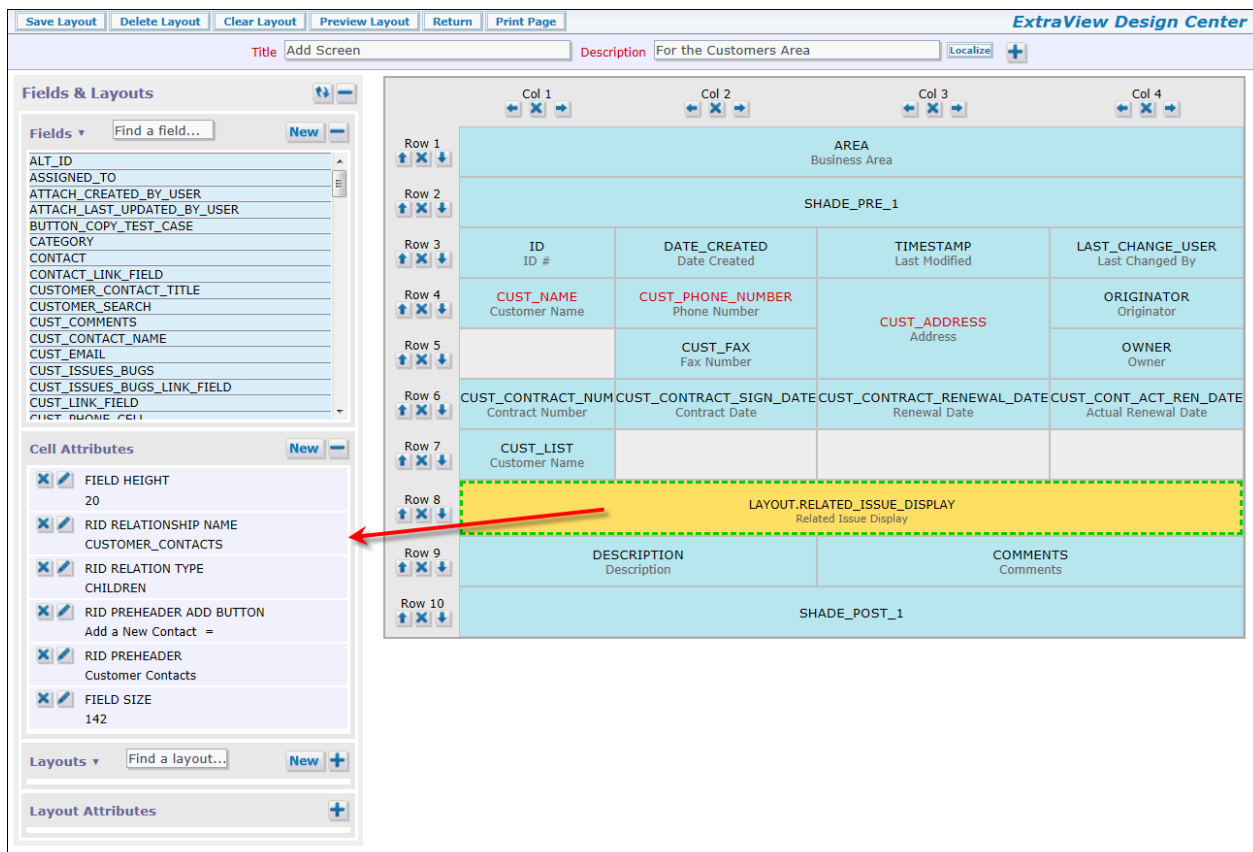 Save Layout Delete Layout Clear Layout Preview Layout Return Print Page ExtraView Design Center
Title Add Screen Description For the Customers Area Localize
Fields & Layouts
Fields Find a field... New
ALT_ID
ASSIGNED_TO
ATTACH_CREATED_BY_USER
ATTACH_LAST_UPDATED_BY_USER
BUTTON_COPY_TEST_CASE
CATEGORY
CONTACT
CONTACT_LINK_FIELD
CUSTOMER_CONTACT_TITLE
CUSTOMER_SEARCH
CUST_COMMENTS
CUST_CONTACT_NAME
CUST_EMAIL
CUST_ISSUES_BUGS
CUST_ISSUES_BUGS_LINK_FIELD
CUST_LINK_FIELD
CUST_PHONE_CELL
Cell Attributes New
FIELD HEIGHT
20
RID RELATIONSHIP NAME
CUSTOMER_CONTACTS
RID RELATION TYPE
CHILDREN
RID PREHEADER ADD BUTTON
Add a New Contact =
RID PREHEADER
Customer Contacts
FIELD SIZE
142
Layouts Find a layout... New
Layout Attributes
Col 1 Col 2 Col 3 Col 4
Row 1 AREA
Business Area
Row 2 SHADE_PRE_1
Row 3 ID DATE_CREATED TIMESTAMP LAST_CHANGE_USER
ID # Date Created Last Modified Last Changed By
Row 4 CUST_NAME CUST_PHONE_NUMBER ORIGINATOR
Customer Name Phone Number Originator
CUST_ADDRESS
Address
Row 5 CUST_FAX OWNER
Fax Number Owner
Row 6 CUST_CONTRACT_NUM CUST_CONTRACT_SIGN_DATE CUST_CONTRACT_RENEWAL_DATE CUST_CONT_ACT_REN_DATE
Contract Number Contract Date Renewal Date Actual Renewal Date
Row 7 CUST_LIST
Customer Name
Row 8 LAYOUT.RELATED_ISSUE_DISPLAY
Related Issue Display
Row 9 DESCRIPTION COMMENTS
Description Comments
Row 10 SHADE_POST_1